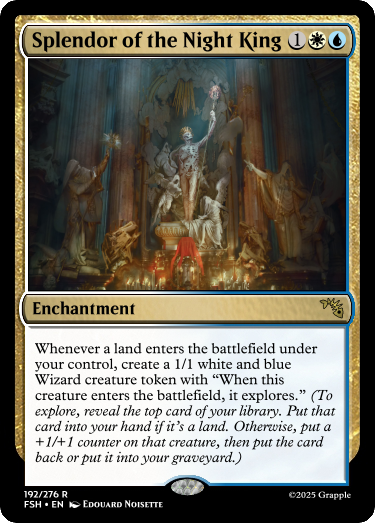 Splendor of the Night King 1
Enchantment
Whenever a land enters the battlefield under
your control, create a 1/1 white and blue
Wizard creature token with “When this
creature enters the battlefield, it explores.” (To
explore, reveal the top card of your library. Put that
card into your hand if it's a land. Otherwise, put a
+1/+1 counter on that creature, then put the card
back or put it into your graveyard.)
192/276 R
FSH • EN Edouard Noisette
©2025 Grapple